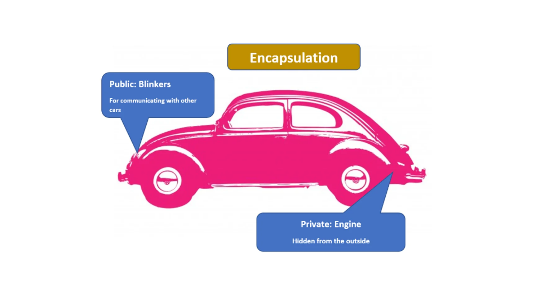 Encapsulation
Public: Blinkers
For communicating with other
cars
Private: Engine
Hidden from the outside